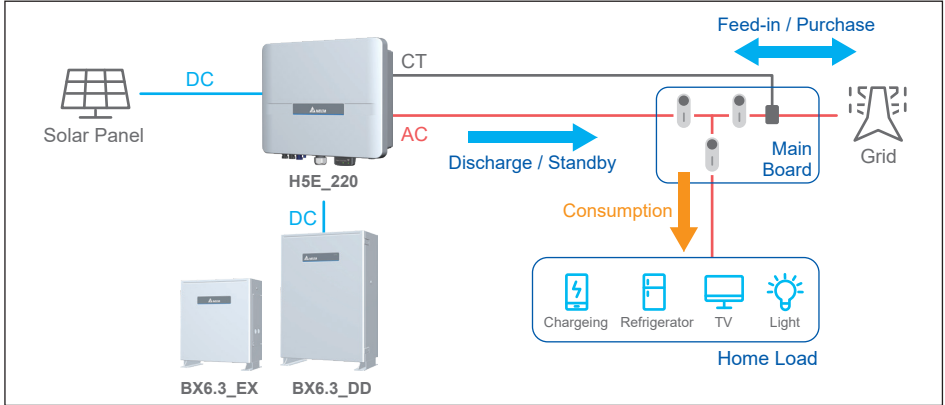 Feed-in / Purchase
CT
DC
Solar Panel
AC
Discharge / Standby
Main
Board
Grid
H5E_220
DC
Consumption
Chargeing
Refrigerator
TV
Light
BX6.3_EX
BX6.3_DD
Home Load